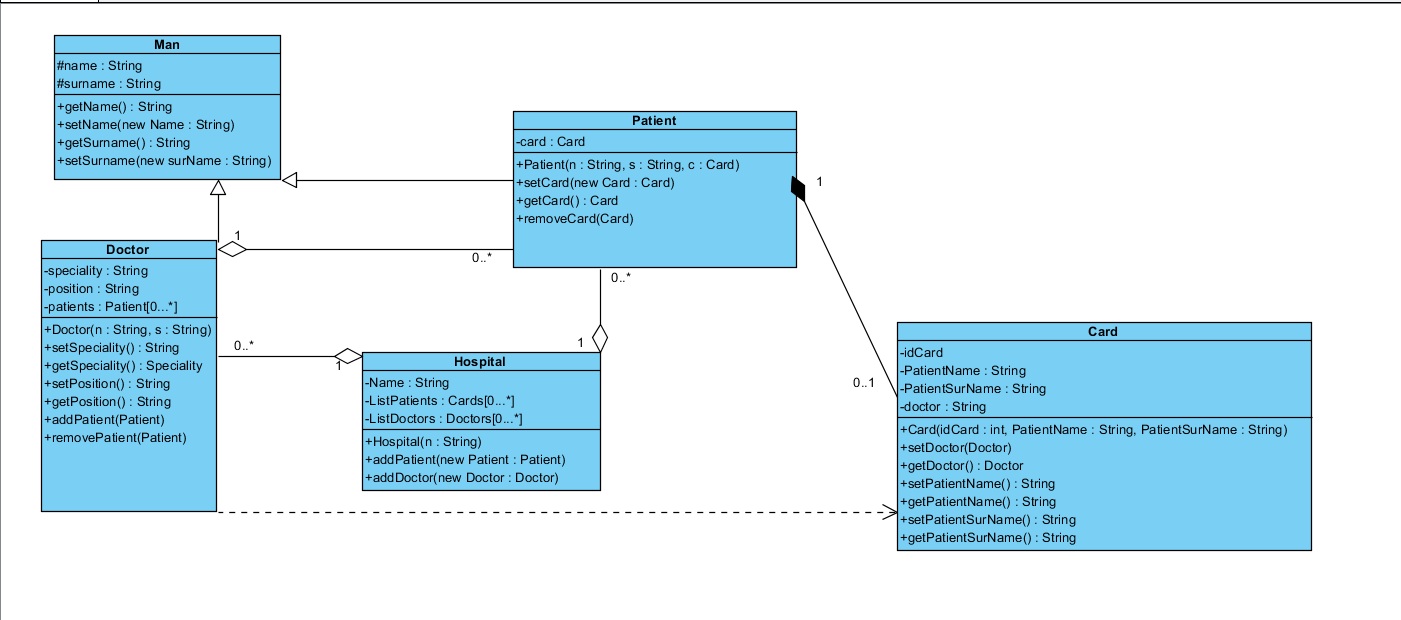 Man
#name : String
#surname : String
+getName() : String
+setName(new Name : String)
+getSurname() : String
+setSurname(new surName : String)
Patient
-card : Card
+Patient(n : String, s : String, c : Card)
+setCard(new Card : Card)
+getCard() : Card
+removeCard(Card)
1
1
0..*
0..*
Doctor
-speciality : String
-position : String
-patients : Patient[0...*]
+Doctor(n : String, s : String)
+setSpeciality() : String
+getSpeciality() : Speciality
+setPosition() : String
+getPosition() : String
+addPatient(Patient)
+removePatient(Patient)
0..*
1
1
Hospital
-Name : String
-ListPatients : Cards[0...*]
-ListDoctors : Doctors[0...*]
+Hospital(n : String)
+addPatient(new Patient : Patient)
+addDoctor(new Doctor : Doctor)
0..1
Card
-idCard
-PatientName : String
-PatientSurName : String
-doctor : String
+Card(idCard : int, PatientName : String, PatientSurName : String)
+setDoctor(Doctor)
+getDoctor() : Doctor
+setPatientName() : String
+getPatientName() : String
+setPatientSurName() : String
+getPatientSurName() : String